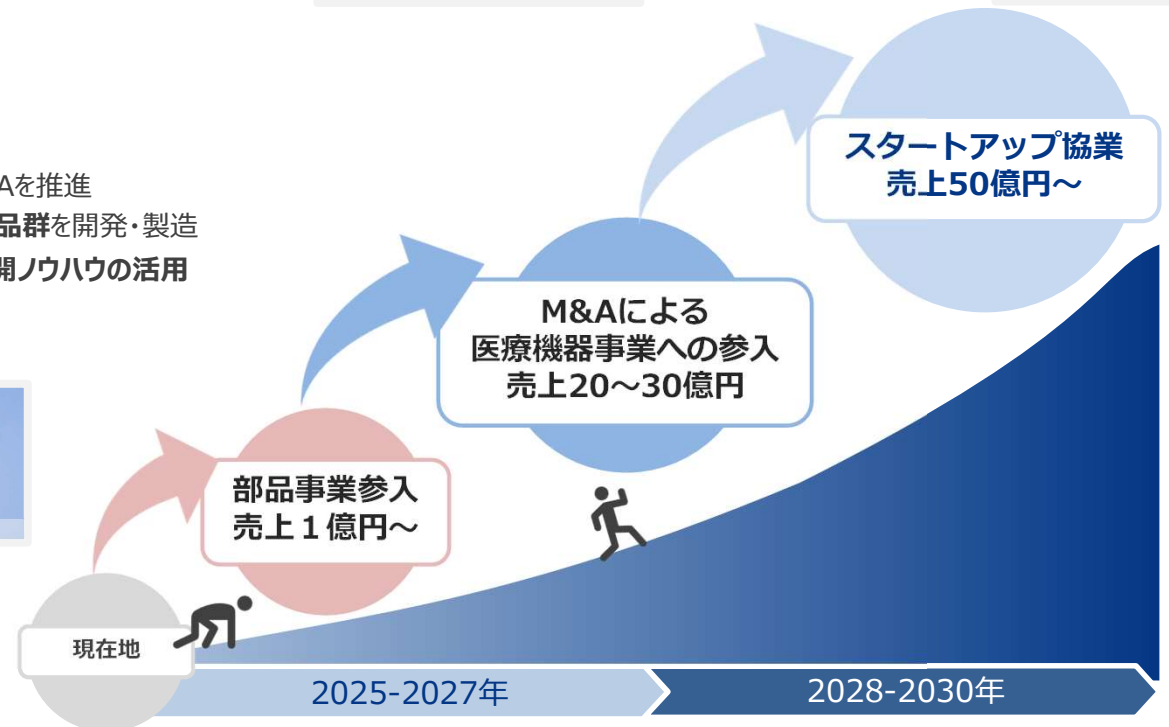 Aを推進
品群を開発・製造
開ノウハウの活用
スタートアップ協業
売上50億円～
M&Aによる
医療機器事業への参入
売上20～30億円
部品事業参入
売上１億円～
現在地
2025-2027年
2028-2030年